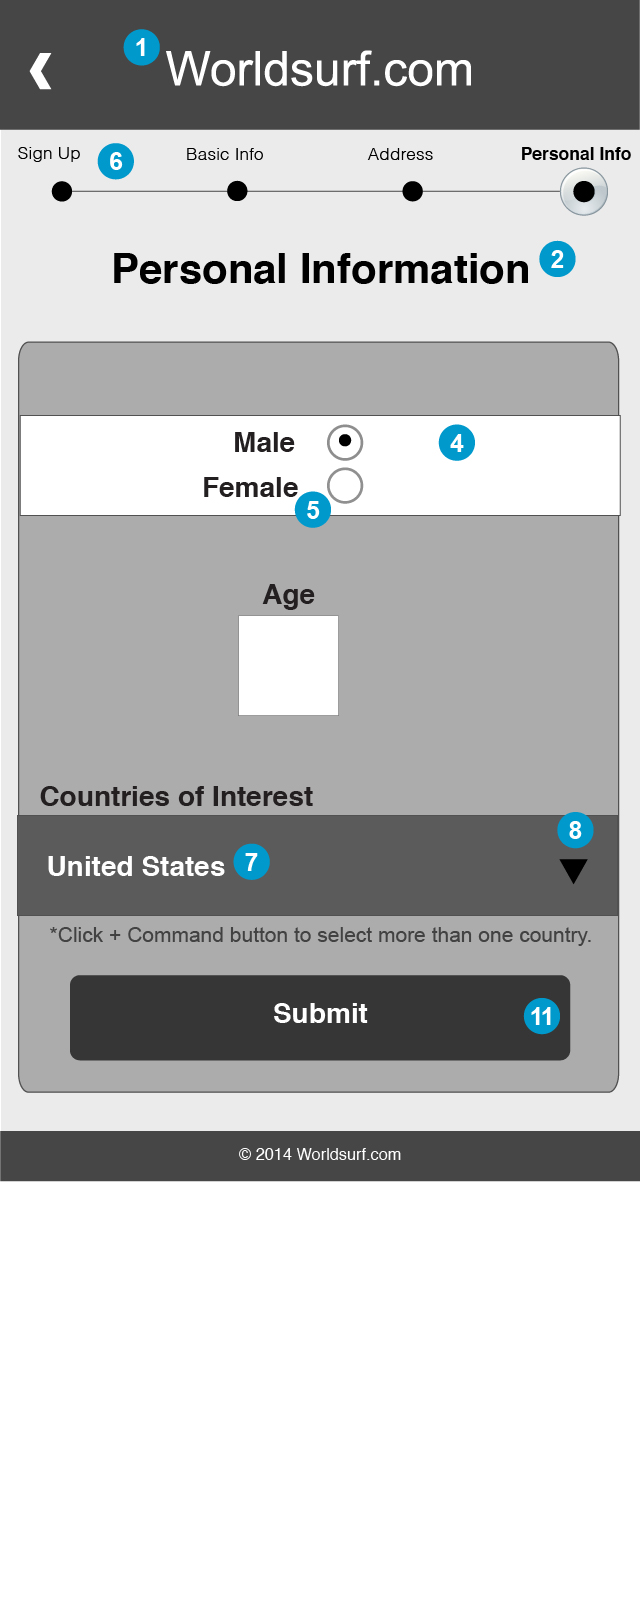 1 Worldsurf.com
Sign Up 6 Basic Info Address Personal Info
Personal Information 2
Male 4
Female
5
Age
Countries of Interest
8
United States 7
*Click + Command button to select more than one country.
Submit 11
© 2014 Worldsurf.com